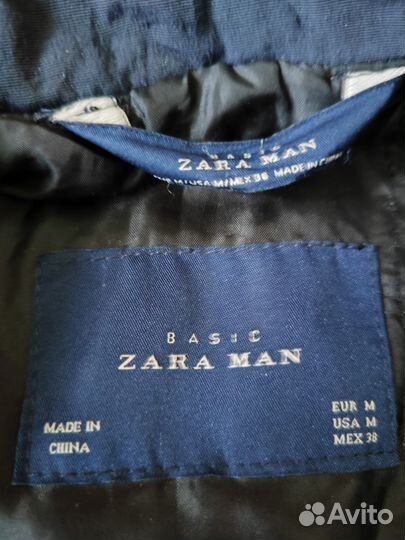 BASIC
ZARA MAN
USA M/MEX 38 MADE IN CHINA
BASIC
ZARA MAN
MADE IN
CHINA
EUR M
USA M
MEX 38
Avito